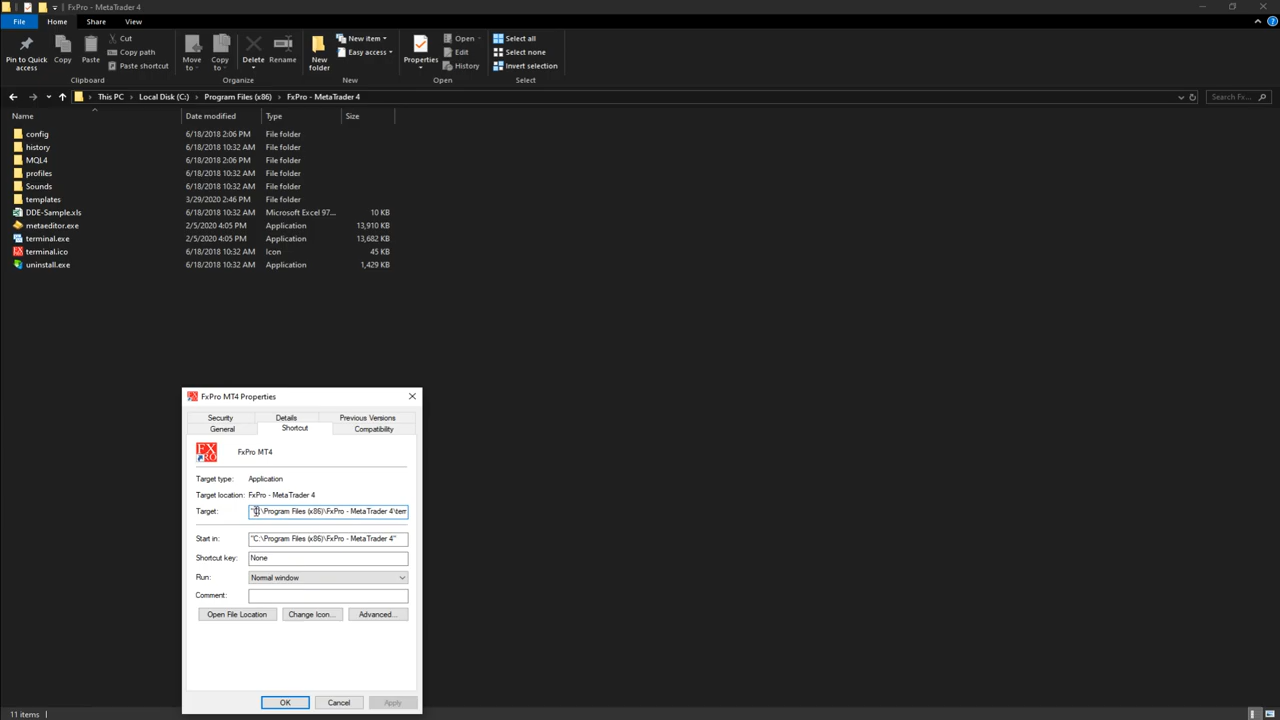 FxPro - MetaTrader 4
File Home Share View
Pin to Quick access
Copy
Paste
Cut
Copy path
Paste shortcut
Clipboard
Move to
Copy to
Delete
Rename
Organize
New folder
New item
Easy access
New
Properties
Open
Edit
History
Open
Select all
Select none
Invert selection
Select
This PC Local Disk (C:) Program Files (x86) FxPro - MetaTrader 4
Search Fx...
Name Date modified Type Size
config 6/18/2018 2:06 PM File folder
history 6/18/2018 10:32 AM File folder
MQL4 6/18/2018 2:06 PM File folder
profiles 6/18/2018 10:32 AM File folder
Sounds 6/18/2018 10:32 AM File folder
templates 3/29/2020 2:46 PM File folder
DDE-Sample.xls 6/18/2018 10:32 AM Microsoft Excel 97... 10 KB
metaeditor.exe 2/5/2020 4:05 PM Application 13,910 KB
terminal.exe 2/5/2020 4:05 PM Application 13,682 KB
terminal.ico 6/18/2018 10:32 AM Icon 45 KB
uninstall.exe 6/18/2018 10:32 AM Application 1,429 KB
FxPro MT4 Properties
Security Details Previous Versions
General Shortcut Compatibility
FX PRO
FxPro MT4
Target type: Application
Target location: FxPro - MetaTrader 4
Target: "C:\Program Files (x86)\FxPro - MetaTrader 4\term
Start in: "C:\Program Files (x86)\FxPro - MetaTrader 4"
Shortcut key: None
Run: Normal window
Comment:
Open File Location Change Icon... Advanced...
OK Cancel Apply
11 items